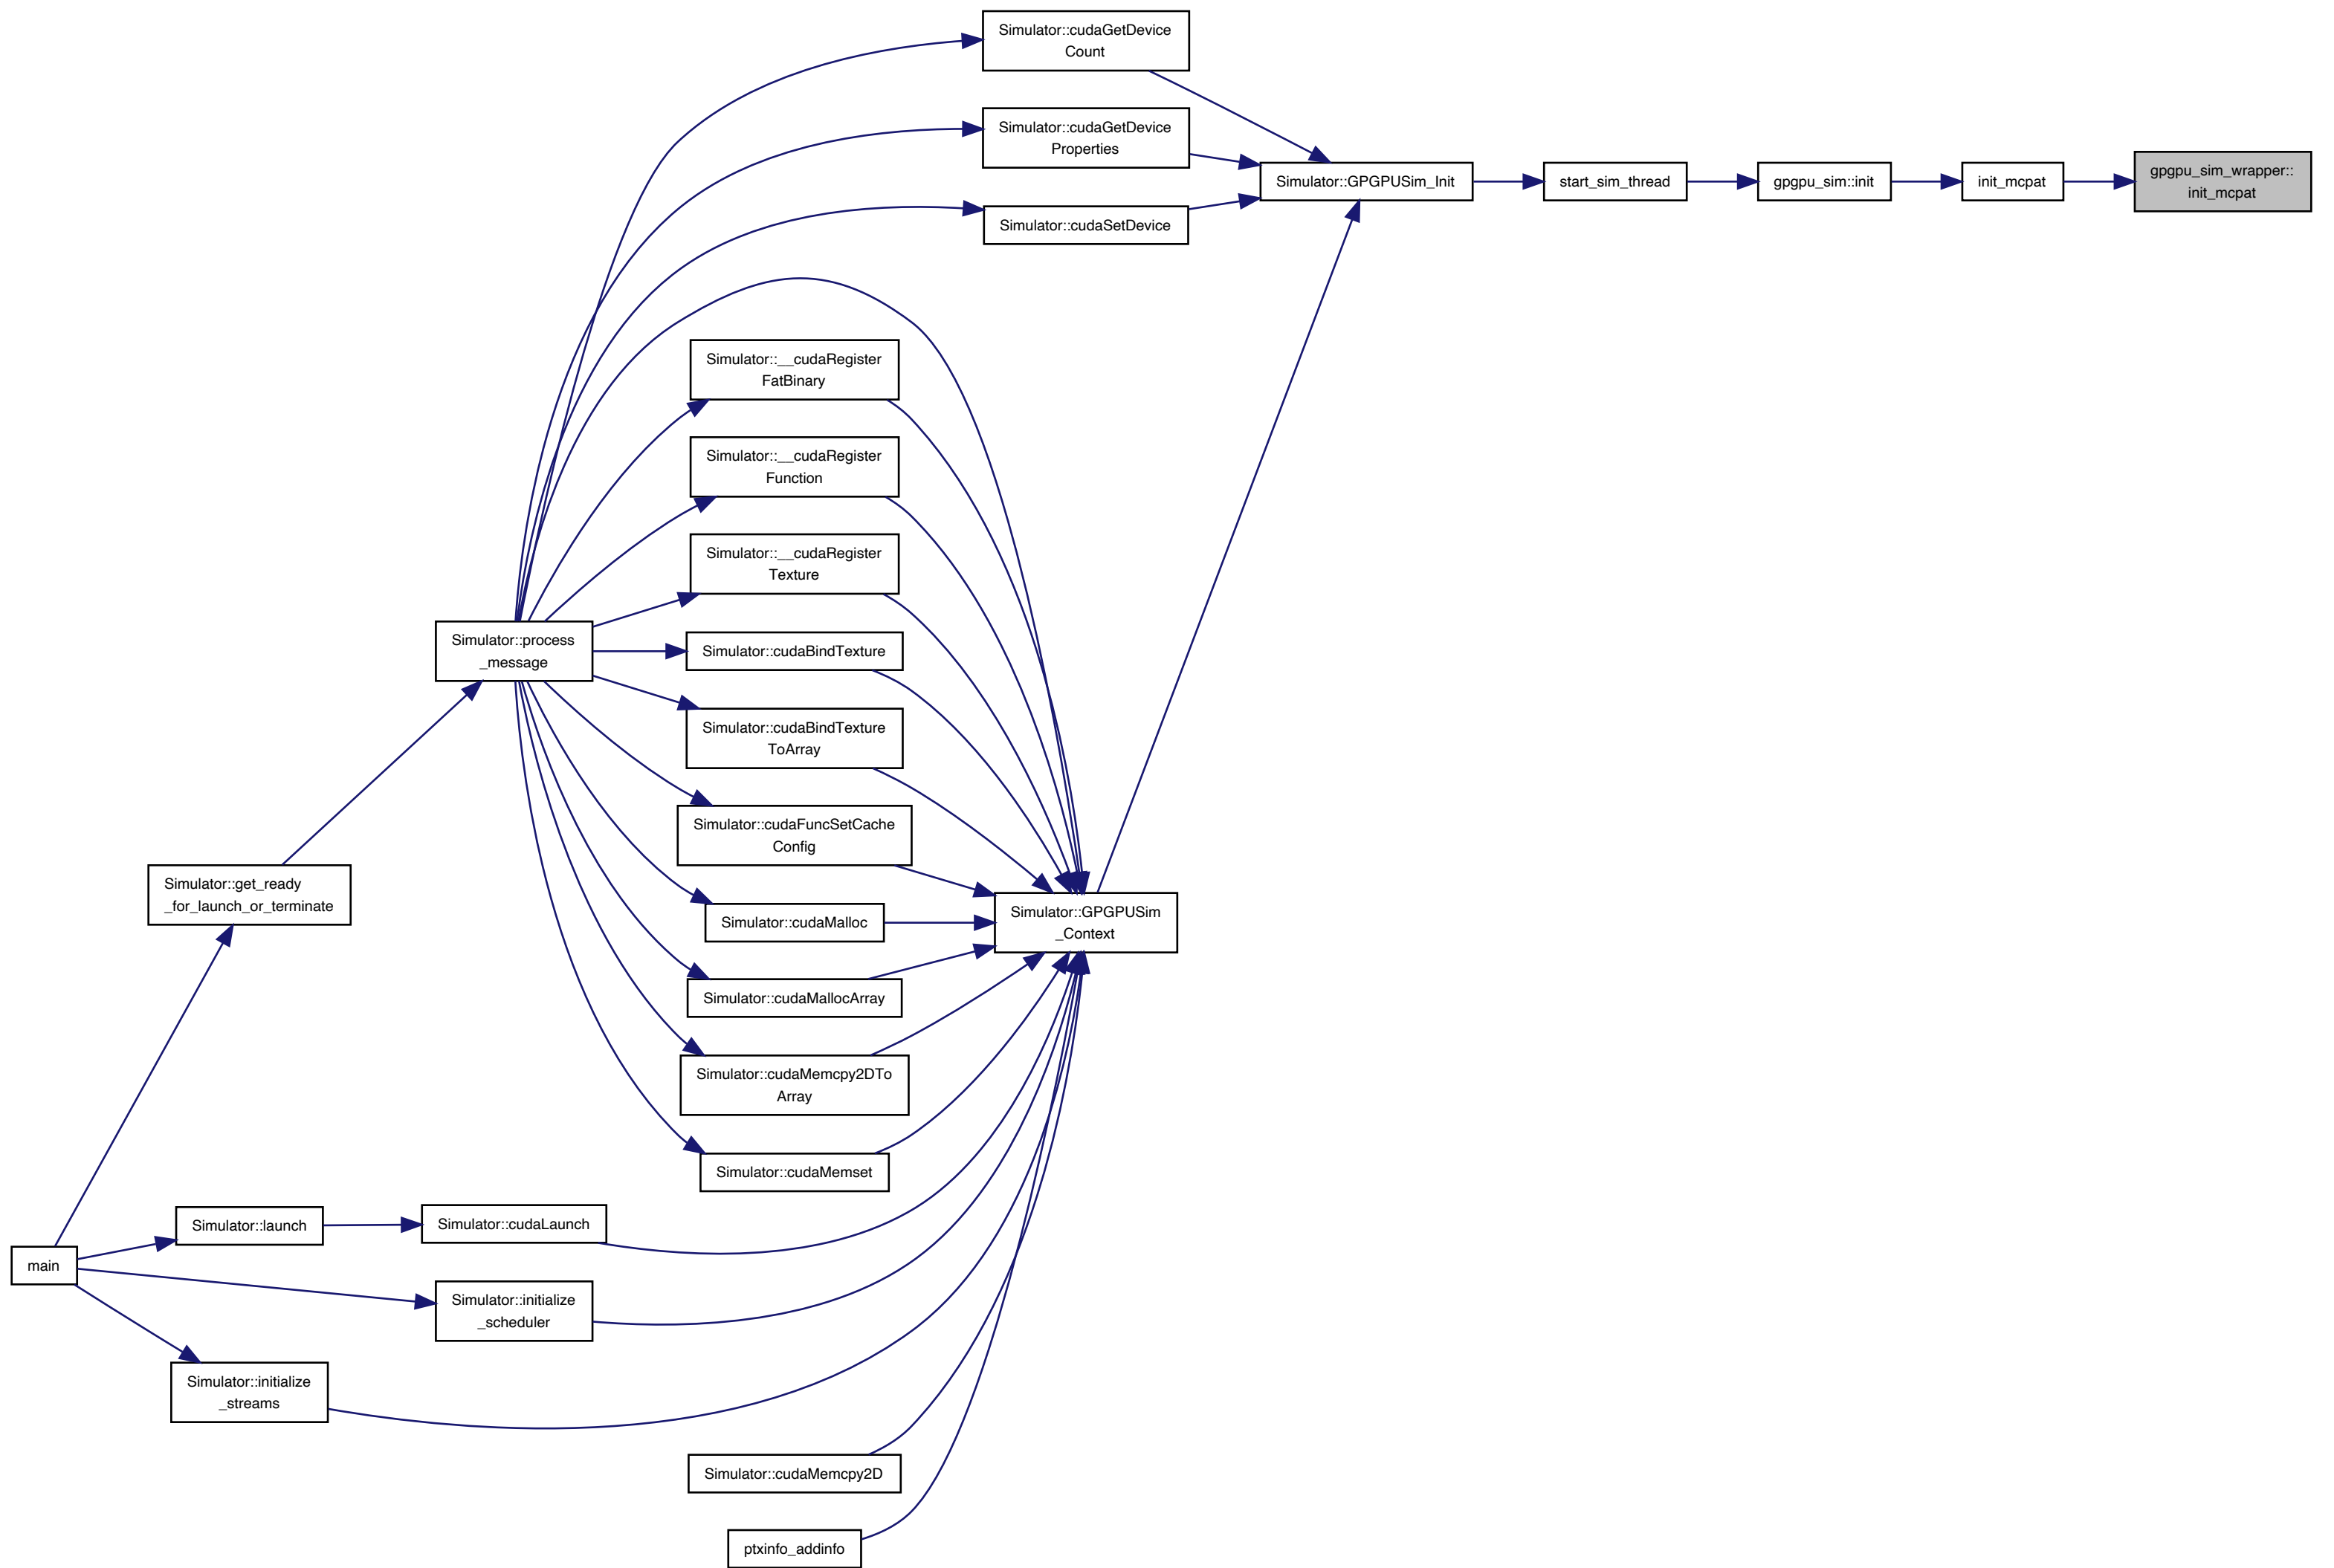 Simulator::cudaGetDevice
Count
Simulator::cudaGetDevice
Properties
Simulator::GPGPUSim_Init
start_sim_thread
gpgpu_sim::init
init_mcpat
gpgpu_sim_wrapper::
init_mcpat
Simulator::cudaSetDevice
Simulator::__cudaRegister
FatBinary
Simulator::__cudaRegister
Function
Simulator::__cudaRegister
Texture
Simulator::process
_message
Simulator::cudaBindTexture
Simulator::cudaBindTexture
ToArray
Simulator::cudaFuncSetCache
Config
Simulator::get_ready
_for_launch_or_terminate
Simulator::cudaMalloc
Simulator::GPGPUSim
_Context
Simulator::cudaMallocArray
Simulator::cudaMemcpy2DTo
Array
Simulator::cudaMemset
Simulator::launch
Simulator::cudaLaunch
main
Simulator::initialize
_scheduler
Simulator::initialize
_streams
Simulator::cudaMemcpy2D
ptxinfo_addinfo